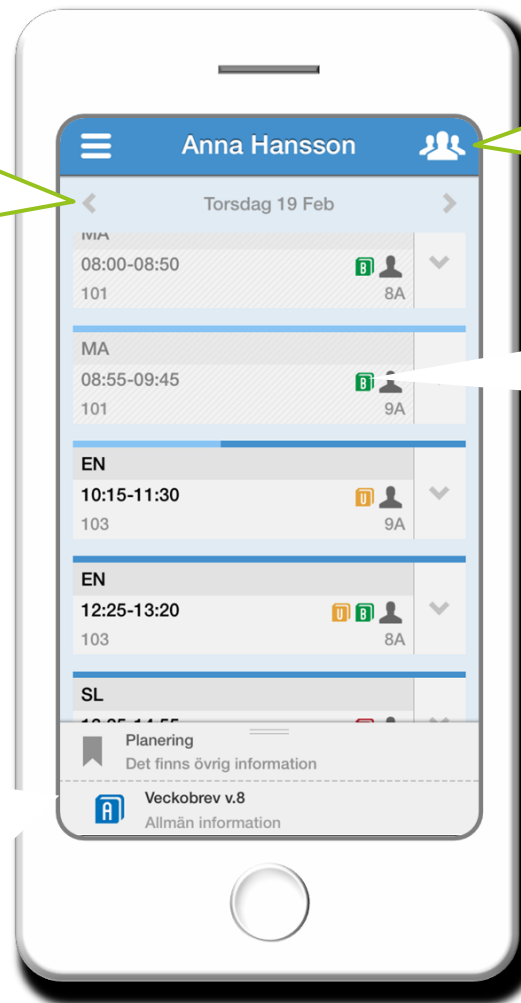 Anna Hansson
Torsdag 19 Feb
MA
08:00-08:50
B
101
8A
MA
08:55-09:45
B
101
9A
EN
10:15-11:30
U
103
9A
EN
12:25-13:20
U B
103
8A
SL
Planering
Det finns övrig information
A
Veckobrev v.8
Allmän information